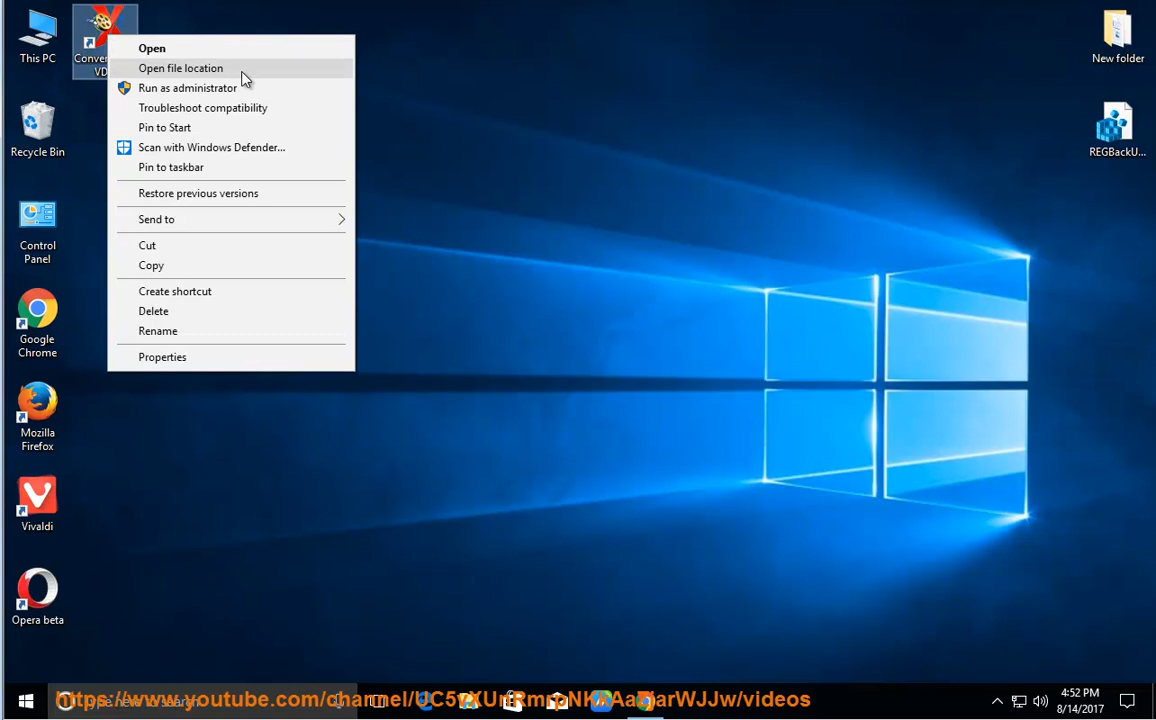 This PC
Recycle Bin
Control
Panel
Google
Chrome
Mozilla
Firefox
Vivaldi
Opera beta
Open
Open file location
Run as administrator
Troubleshoot compatibility
Pin to Start
Scan with Windows Defender...
Pin to taskbar
Restore previous versions
Send to
Cut
Copy
Create shortcut
Delete
Rename
Properties
New folder
REGBackU...
4:52 PM
8/14/2017